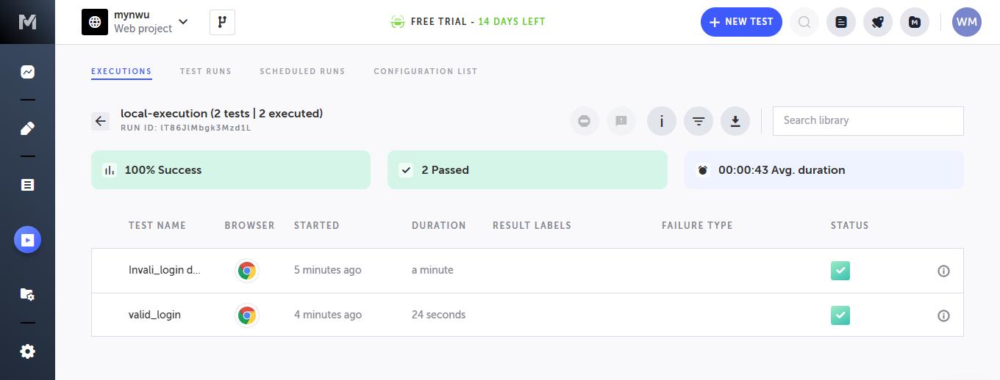 mynwu
Web project
FREE TRIAL - 14 DAYS LEFT
NEW TEST
WM
EXECUTIONS TEST RUNS SCHEDULED RUNS CONFIGURATION LIST
local-execution (2 tests | 2 executed)
RUN ID: lT86JlMbgk3Mzd1L
Search library
100% Success
2 Passed
00:00:43 Avg. duration
TEST NAME BROWSER STARTED DURATION RESULT LABELS FAILURE TYPE STATUS
Invali_login d... 5 minutes ago a minute
valid_login 4 minutes ago 24 seconds